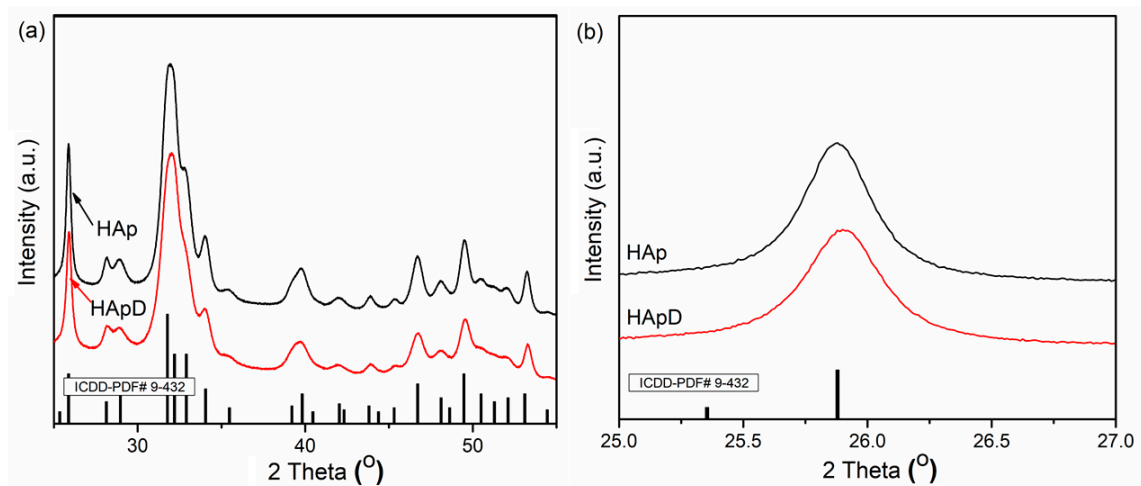 (a)
Intensity (a.u.)
HAp
HApD
ICDD-PDF# 9-432
30
40
50
2 Theta (O)
(b)
Intensity (a.u.)
HAp
HApD
ICDD-PDF# 9-432
25.0
25.5
26.0
26.5
27.0
2 Theta (O)